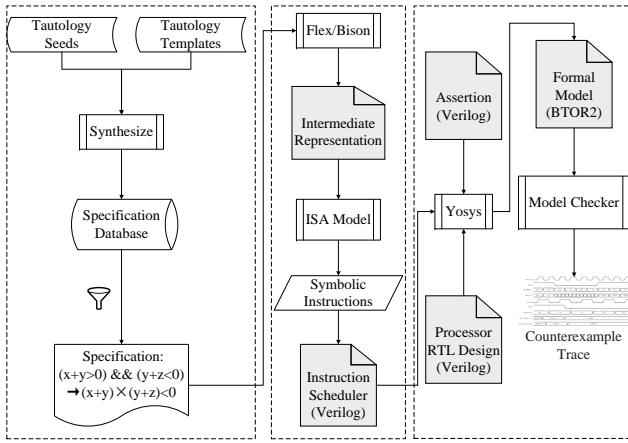 Tautology
Seeds
Tautology
Templates
Synthesize
Specification
Database
Specification:
(x+y>0) && (y+z<0)
→(x+y)×(y+z)<0
Flex/Bison
Intermediate
Representation
ISA Model
Symbolic
Instructions
Instruction
Scheduler
(Verilog)
Assertion
(Verilog)
Yosys
Processor
RTL Design
(Verilog)
Formal
Model
(BTOR2)
Model Checker
Counterexample
Trace